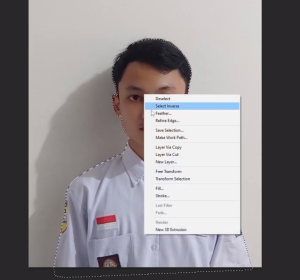 Deselect
Select Inverse
Feather...
Refine Edge...
Save Selection...
Make Work Path...
Layer Via Copy
Layer Via Cut
New Layer...
Free Transform
Transform Selection
Fill...
Stroke...
Last Filter
Fade...
Render
New 3D Extrusion